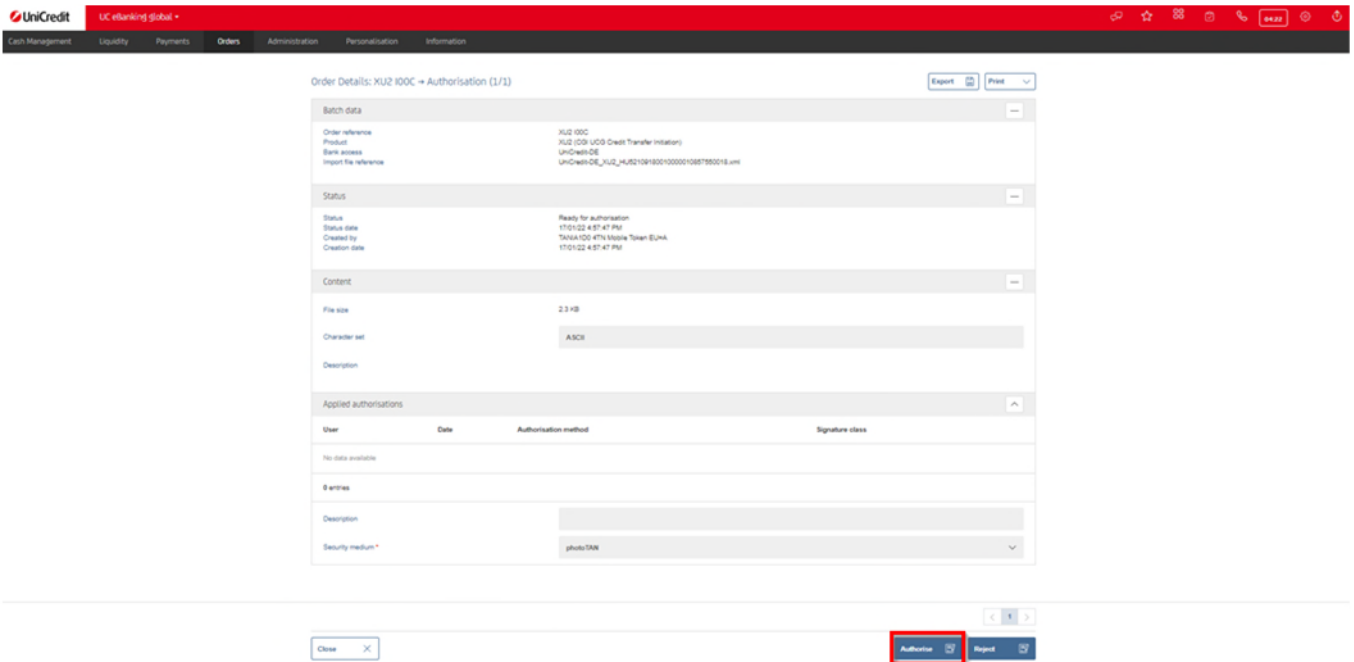 UniCredit
UC eBanking global
04:22
Cash Management Liquidity Payments Orders Administration Personalisation Information
Order Details: XU2 I00C → Authorisation (1/1)
Export Print
Batch data
Order reference XU2 I00C
Product XU2 (CGI UCG Credit Transfer Initiation)
Bank access UniCredit-DE
Import file reference
Status
Status Ready for authorisation
Status date 17/01/22 4:57:47 PM
Created by TANIA1DC 4TN Mobile Token EU+A
Creation date 17/01/22 4:57:47 PM
Content
File size 2.3 KB
Character set ASCII
Description
Applied authorisations
User Date Authorisation method Signature class
No data available
0 entries
Description
Security medium * photoTAN
< 1 >
Close Authorise Reject